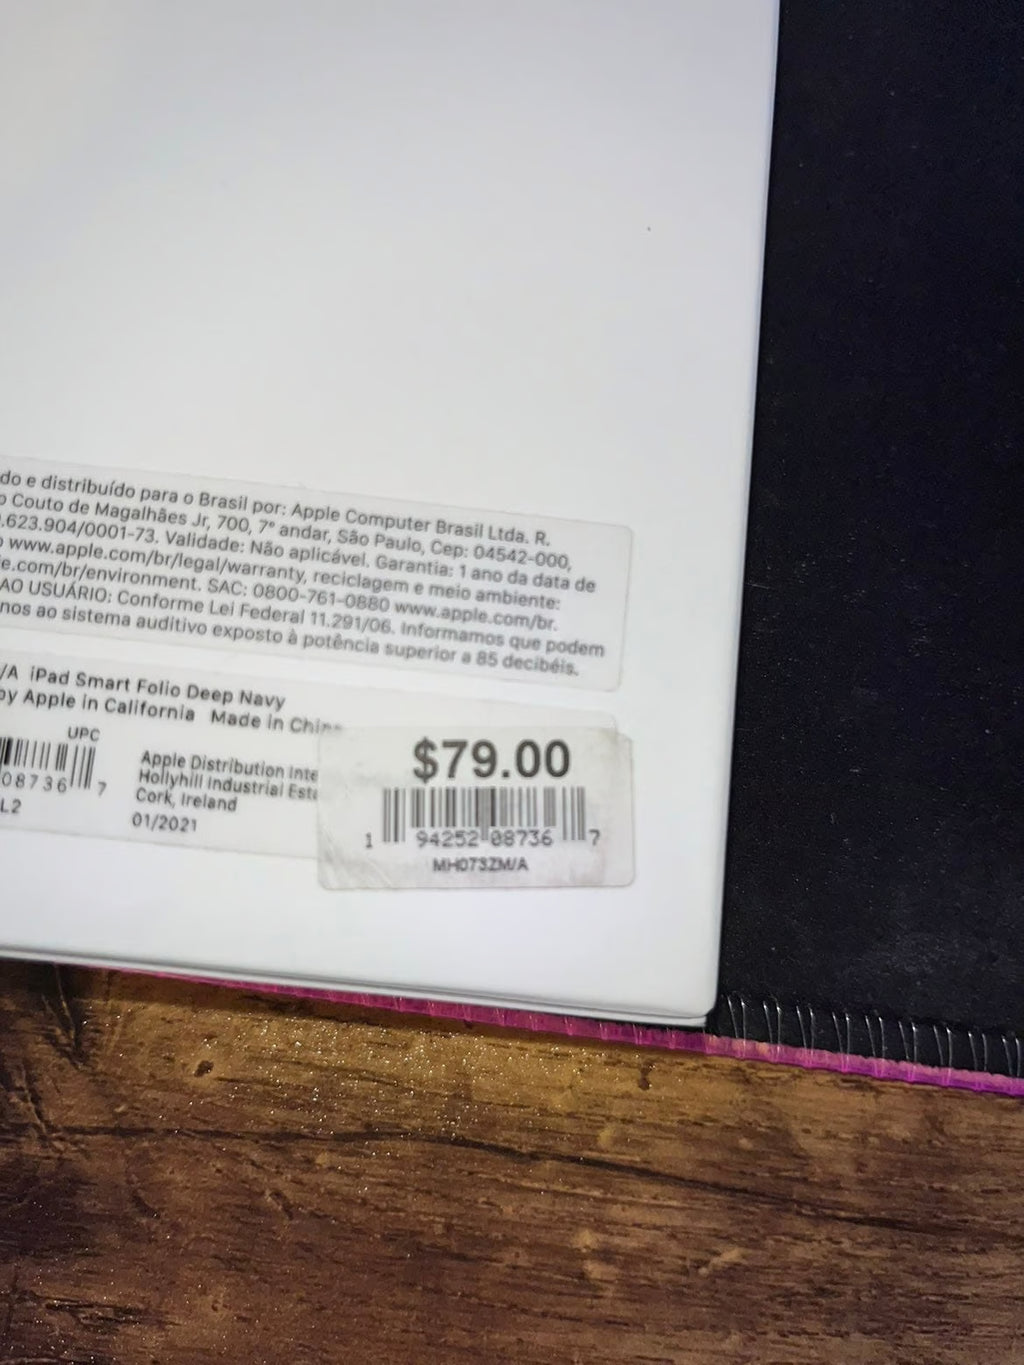 do e distribuído para o Brasil por: Apple Computer Brasil Ltda. R.
o Couto de Magalhães Jr, 700, 7° andar, São Paulo, Cep: 04542-000,
.623.904/0001-73. Validade: Não aplicável. Garantia: 1 ano da data de
o www.apple.com/br/legal/warranty, reciclagem e meio ambiente:
le.com/br/environment. SAC: 0800-761-0880 www.apple.com/br.
AO USUÁRIO: Conforme Lei Federal 11.291/06. Informamos que podem
nos ao sistema auditivo exposto à potência superior a 85 decibéis.
/A iPad Smart Folio Deep Navy
by Apple in California Made in China
UPC
08736 7
L2
Apple Distribution Inte
Hollyhill Industrial Esta
Cork, Ireland
01/2021
$79.00
1 94252 08736 7
MH073ZM/A